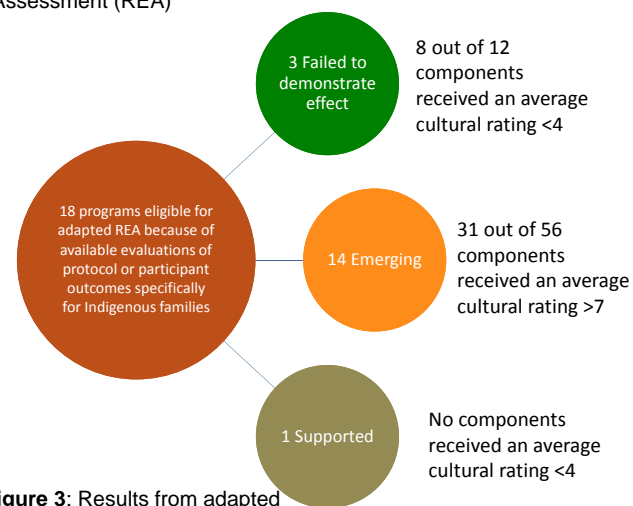 Assessment (REA)
3 Failed to
demonstrate
effect
8 out of 12
components
received an average
cultural rating <4
18 programs eligible for
adapted REA because of
available evaluations of
protocol or participant
outcomes specifically
for Indigenous families
14 Emerging
31 out of 56
components
received an average
cultural rating >7
1 Supported
No components
received an average
cultural rating <4
igure 3: Results from adapted